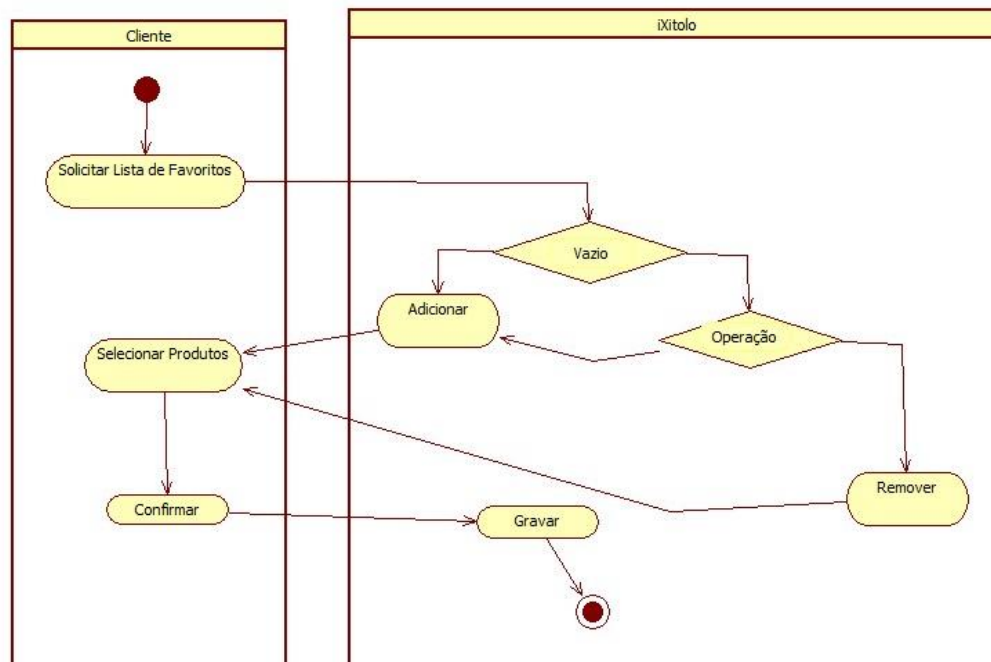 Cliente
iXitolo
Solicitar Lista de Favoritos
Vazio
Adicionar
Operação
Selecionar Produtos
Remover
Confirmar
Gravar